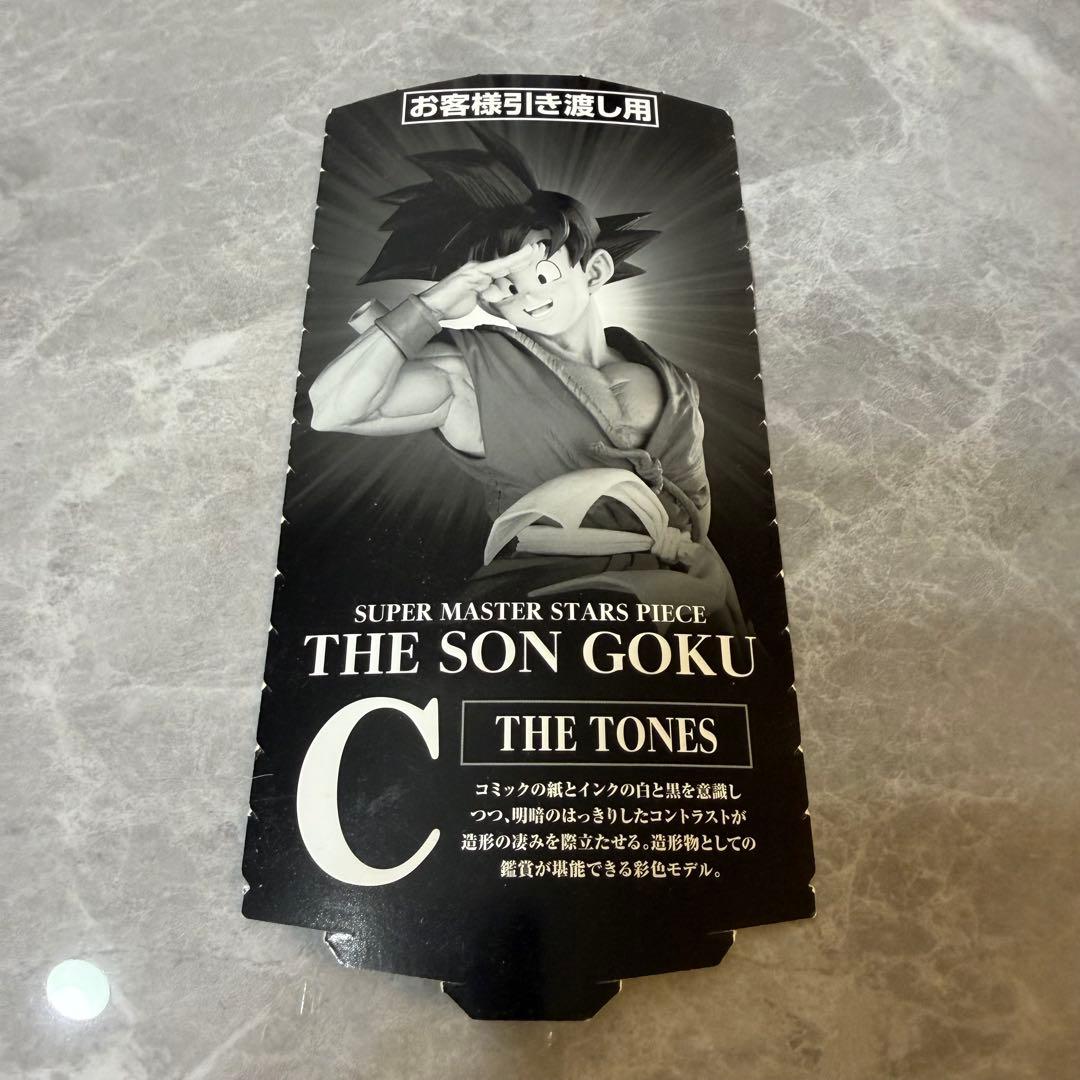 お客様引き渡し用
SUPER MASTER STARS PIECE
THE SON GOKU
C
THE TONES
コミックの紙とインクの白と黒を意識し
つつ、明暗のはっきりしたコントラストが
造形の凄みを際立たせる。造形物としての
鑑賞が堪能できる彩色モデル。